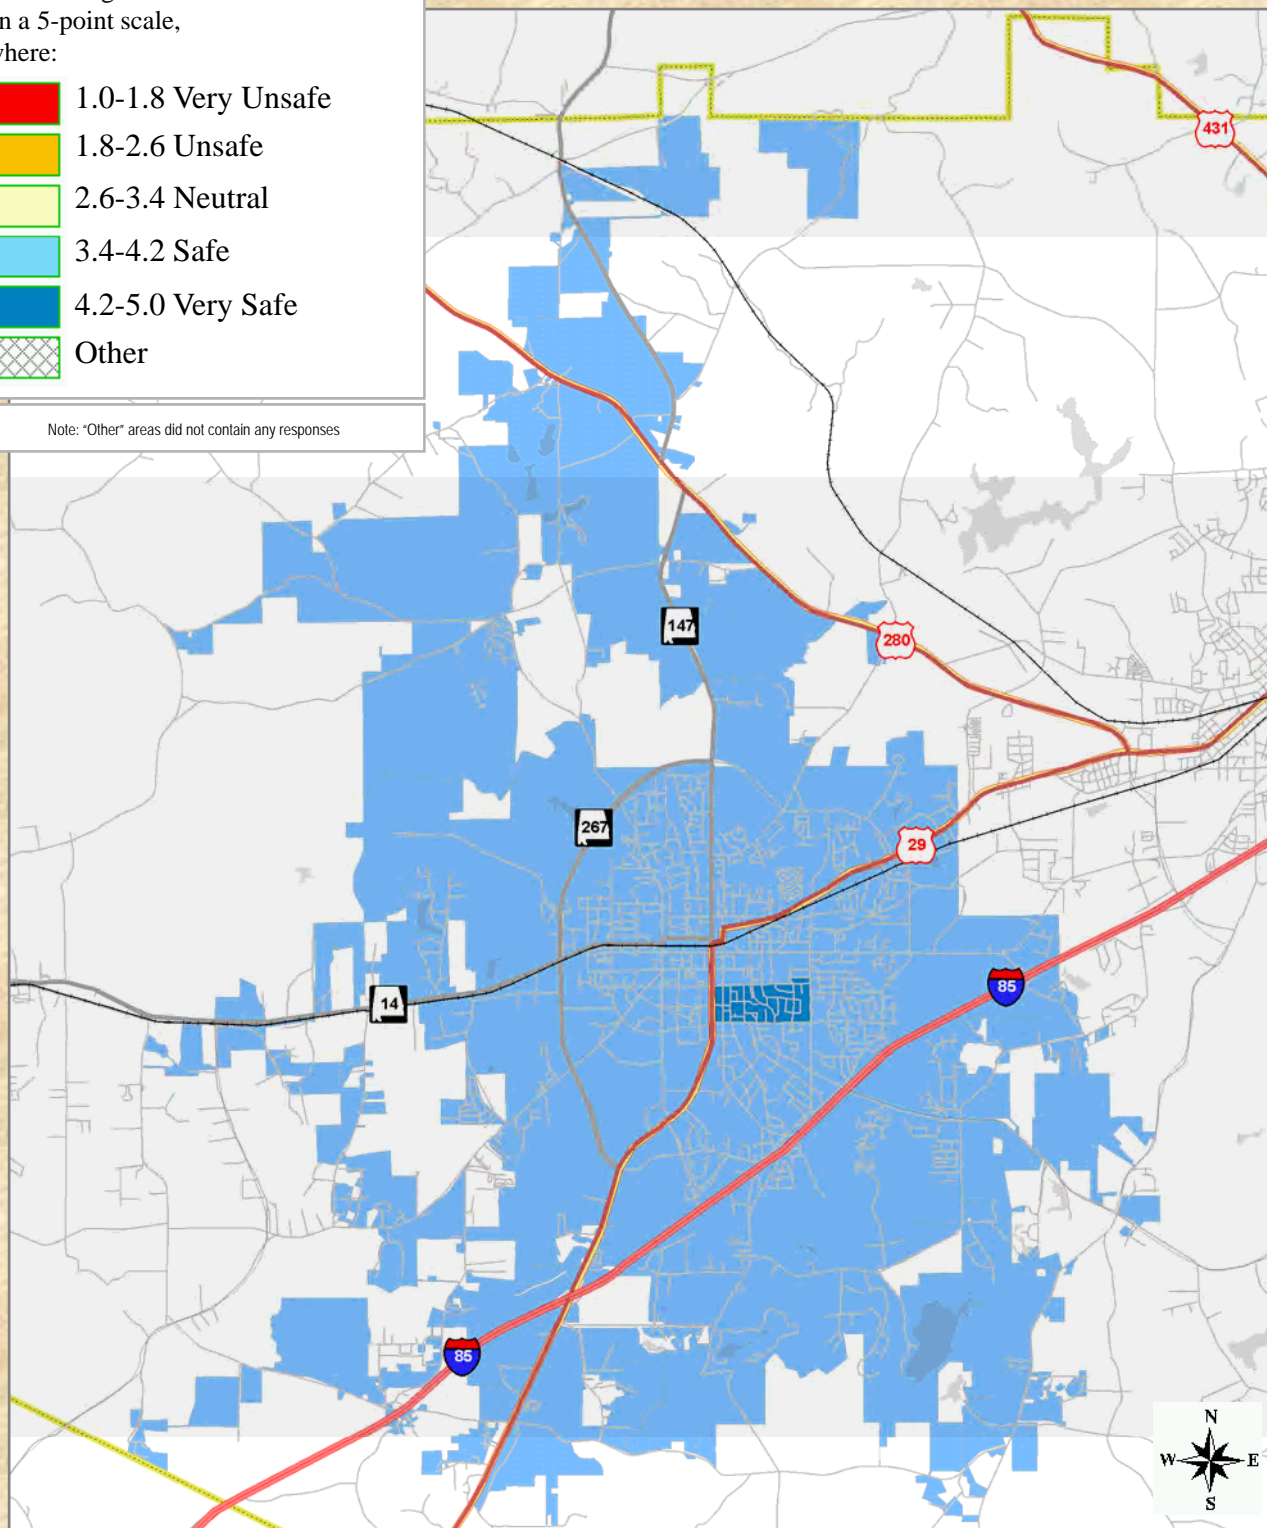 n a 5-point scale,
where:
1.0-1.8 Very Unsafe
1.8-2.6 Unsafe
2.6-3.4 Neutral
3.4-4.2 Safe
4.2-5.0 Very Safe
Other
Note: "Other" areas did not contain any responses
431
147
280
267
29
14
85
85
N
W E
S